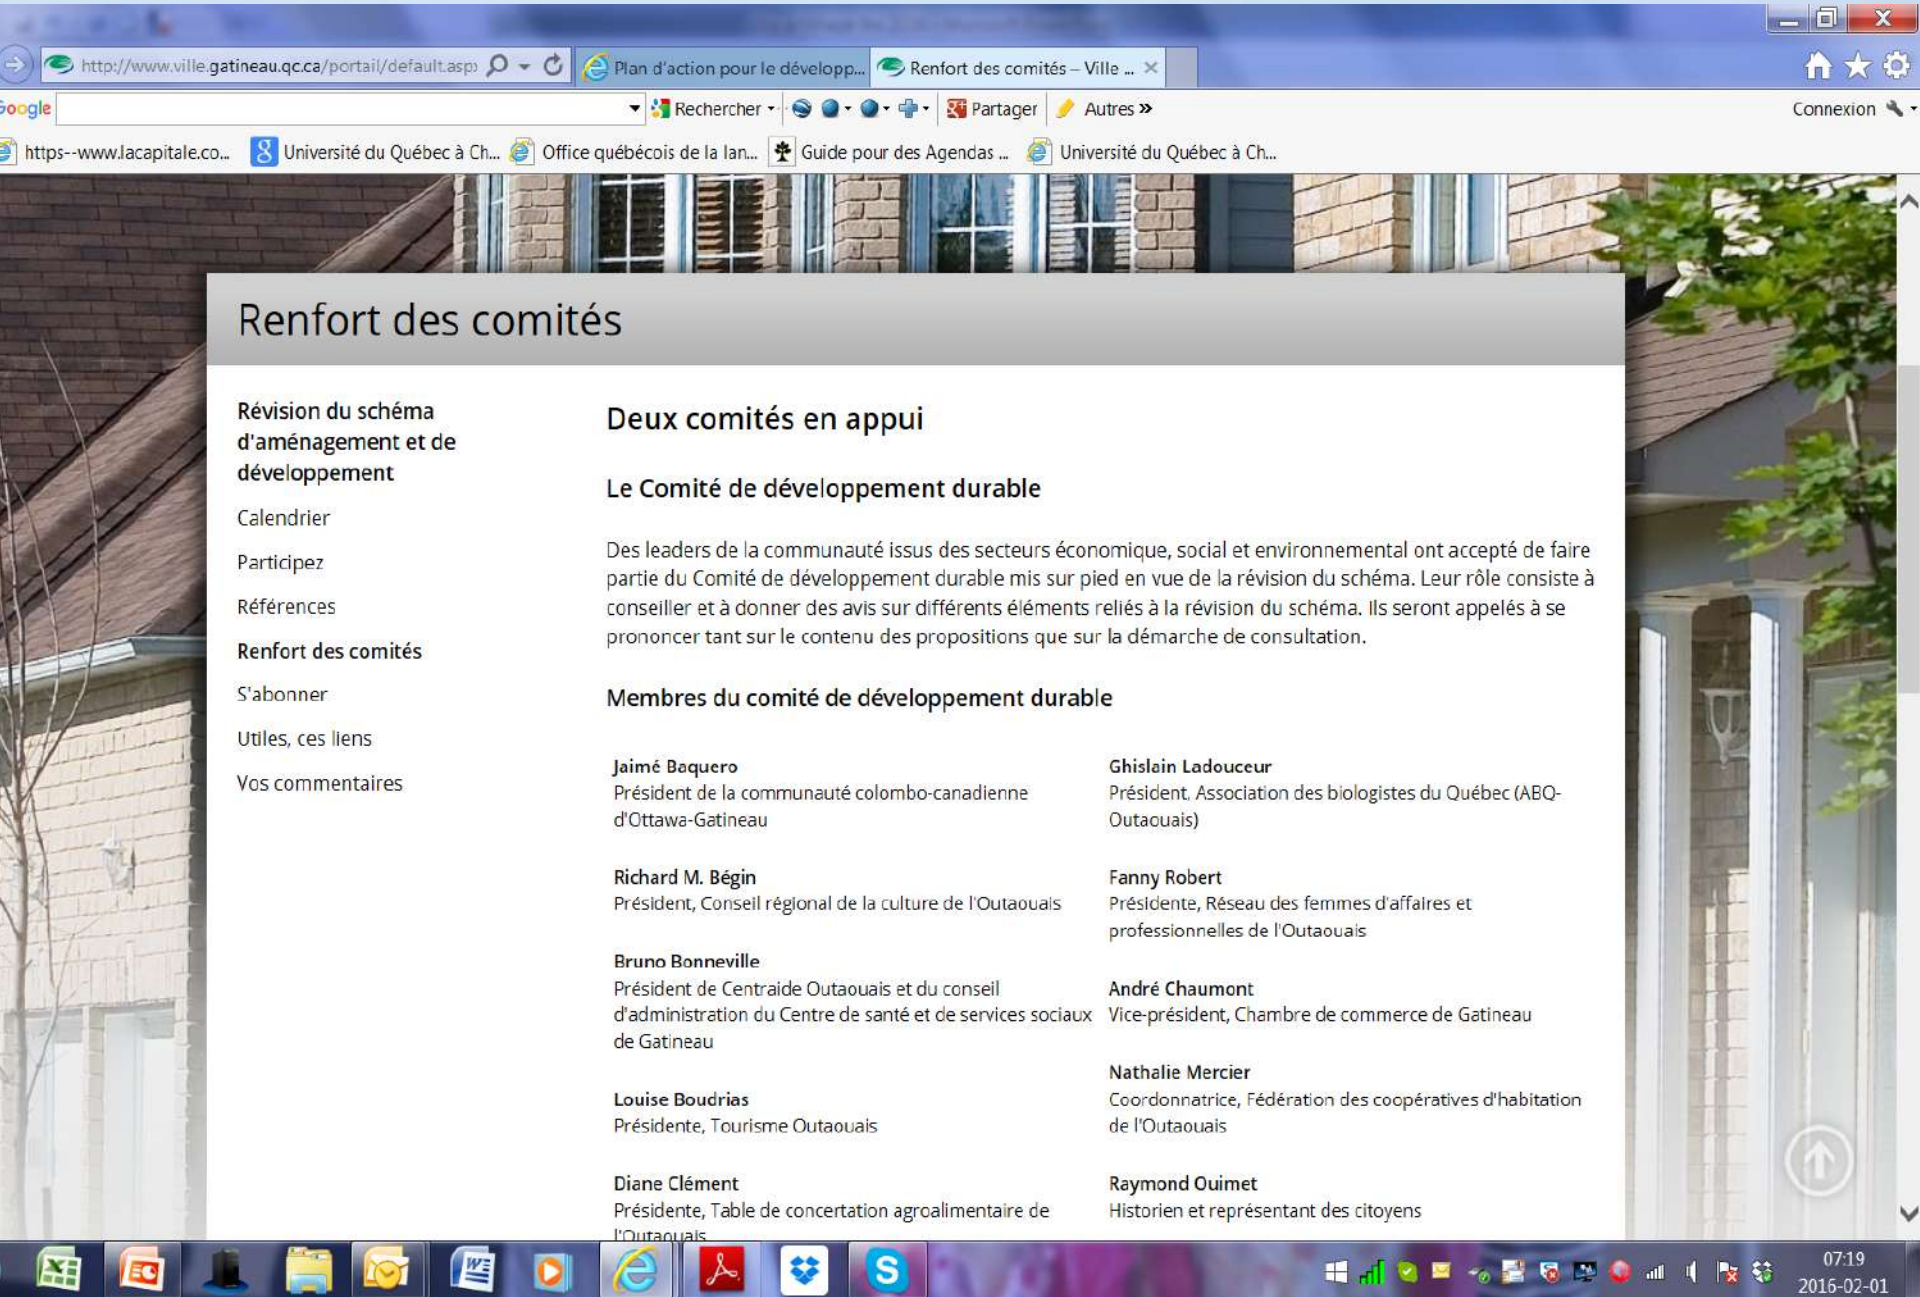 http://www.ville.gatineau.qc.ca/portail/default.asp
Plan d'action pour le développ...
Renfort des comités – Ville ...
Google
Rechercher
Partager
Autres »
Connexion
https--www.lacapitale.co...
Université du Québec à Ch...
Office québécois de la lan...
Guide pour des Agendas ...
Université du Québec à Ch...
Renfort des comités
Révision du schéma
d'aménagement et de
développement
Calendrier
Participez
Références
Renfort des comités
S'abonner
Utiles, ces liens
Vos commentaires
Deux comités en appui
Le Comité de développement durable
Des leaders de la communauté issus des secteurs économique, social et environnemental ont accepté de faire
partie du Comité de développement durable mis sur pied en vue de la révision du schéma. Leur rôle consiste à
conseiller et à donner des avis sur différents éléments reliés à la révision du schéma. Ils seront appelés à se
prononcer tant sur le contenu des propositions que sur la démarche de consultation.
Membres du comité de développement durable
Jaimé Baquero
Président de la communauté colombo-canadienne
d'Ottawa-Gatineau
Richard M. Bégin
Président, Conseil régional de la culture de l'Outaouais
Bruno Bonneville
Président de Centraide Outaouais et du conseil
d'administration du Centre de santé et de services sociaux
de Gatineau
Louise Boudrias
Présidente, Tourisme Outaouais
Diane Clément
Présidente, Table de concertation agroalimentaire de
l'Outaouais
Ghislain Ladouceur
Président, Association des biologistes du Québec (ABQ-
Outaouais)
Fanny Robert
Présidente, Réseau des femmes d'affaires et
professionnelles de l'Outaouais
André Chaumont
Vice-président, Chambre de commerce de Gatineau
Nathalie Mercier
Coordonnatrice, Fédération des coopératives d'habitation
de l'Outaouais
Raymond Ouimet
Historien et représentant des citoyens
07:19
2016-02-01